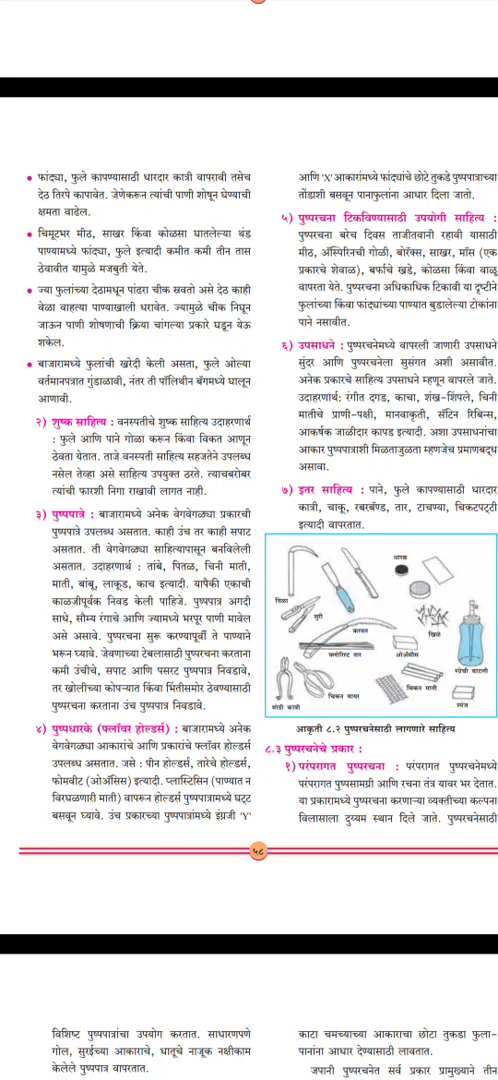 • फांद्या, फुले कापण्यासाठी धारदार कात्री वापरावी तसेच
देठ तिरपे कापावेत. जेणेकरून त्यांची पाणी शोषून घेण्याची
क्षमता वाढेल.
• चिमूटभर मीठ, साखर किंवा कोळसा घातलेल्या थंड
पाण्यामध्ये फांद्या, फुले इत्यादी कमीत कमी तीन तास
ठेवावीत यामुळे मजबुती येते.
• ज्या फुलांच्या देठामधून पांढरा चीक स्रवतो असे देठ काही
वेळा वाहत्या पाण्याखाली धरावेत. ज्यामुळे चीक निघून
जाऊन पाणी शोषणाची क्रिया चांगल्या प्रकारे घडून येऊ
शकेल.
• बाजारामध्ये फुलांची खरेदी केली असता, फुले ओल्या
वर्तमानपत्रात गुंडाळावी, नंतर ती पॉलिथीन बॅगमध्ये घालून
आणावी.
२) शुष्क साहित्य : वनस्पतीचे शुष्क साहित्य उदाहरणार्थ
: फुले आणि पाने गोळा करून किंवा विकत आणून
ठेवता येतात. ताजे वनस्पती साहित्य सहजतेने उपलब्ध
नसेल तेव्हा असे साहित्य उपयुक्त ठरते. त्याचबरोबर
त्यांची फारशी निगा राखावी लागत नाही.
३) पुष्पपात्रे : बाजारामध्ये अनेक वेगवेगळ्या प्रकारची
पुष्पपात्रे उपलब्ध असतात. काही उंच तर काही सपाट
असतात. ती वेगवेगळ्या साहित्यापासून बनविलेली
असतात. उदाहरणार्थ : तांबे, पितळ, चिनी माती,
माती, बांबू, लाकूड, काच इत्यादी. यापैकी एकाची
काळजीपूर्वक निवड केली पाहिजे. पुष्पपात्र अगदी
साधे, सौम्य रंगाचे आणि ज्यामध्ये भरपूर पाणी मावेल
असे असावे. पुष्परचना सुरू करण्यापूर्वी ते पाण्याने
भरून घ्यावे. जेवणाच्या टेबलासाठी पुष्परचना करताना
कमी उंचीचे, सपाट आणि पसरट पुष्पपात्र निवडावे,
तर खोलीच्या कोपऱ्यात किंवा भिंतीसमोर ठेवण्यासाठी
पुष्परचना करताना उंच पुष्पपात्र निवडावे.
४) पुष्पधारके (फ्लॉवर होल्डर्स) : बाजारामध्ये अनेक
वेगवेगळ्या आकारांचे आणि प्रकारांचे फ्लॉवर होल्डर्स
उपलब्ध असतात. जसे : पीन होल्डर्स, तारेचे होल्डर्स,
फोमवीट (ओॲसिस) इत्यादी. प्लास्टिसिन (पाण्यात न
विरघळणारी माती) वापरून होल्डर्स पुष्पपात्रामध्ये घट्ट
बसवून घ्यावे. उंच प्रकारच्या पुष्पपात्रांमध्ये इंग्रजी 'Y'
आणि 'X' आकारांमध्ये फांद्यांचे छोटे तुकडे पुष्पपात्राच्या
तोंडाशी बसवून पानाफुलांना आधार दिला जातो.
५) पुष्परचना टिकविण्यासाठी उपयोगी साहित्य :
पुष्परचना बरेच दिवस ताजीतवानी रहावी यासाठी
मीठ, ॲस्पिरिनची गोळी, बोरॅक्स, साखर, मॉस (एक
प्रकारचे शेवाळ), बर्फाचे खडे, कोळसा किंवा वाळू
वापरता येते. पुष्परचना अधिकाधिक टिकावी या दृष्टीने
फुलांच्या किंवा फांद्यांच्या पाण्यात बुडालेल्या टोकांना
पाने नसावीत.
६) उपसाधने : पुष्परचनेमध्ये वापरली जाणारी उपसाधने
सुंदर आणि पुष्परचनेला सुसंगत अशी असावीत.
अनेक प्रकारचे साहित्य उपसाधने म्हणून वापरले जाते.
उदाहरणार्थ: रंगीत दगड, काचा, शंख-शिंपले, चिनी
मातीचे प्राणी-पक्षी, मानवाकृती, सॅटिन रिबिन्स,
आकर्षक जाळीदार कापड इत्यादी. अशा उपसाधनांचा
आकार पुष्पपात्राशी मिळताजुळता म्हणजेच प्रमाणबद्ध
असावा.
७) इतर साहित्य : पाने, फुले कापण्यासाठी धारदार
कात्री, चाकू, रबरबॅण्ड, तार, टाचण्या, चिकटपट्टी
इत्यादी वापरतात.
धारक
विळा
सुरी
करवत
खिळे
फ्लोरिस्ट तार
ओॲसीस
स्प्रेची बाटली
चिकन वायर
चिकन मानी
मोठी कात्री
स्पंज
आकृती ८.२ पुष्परचनेसाठी लागणारे साहित्य
८.३ पुष्परचनेचे प्रकार :
१) परंपरागत पुष्परचना : परंपरागत पुष्परचनेमध्ये
परंपरागत पुष्पसामग्री आणि रचना तंत्र यावर भर देतात.
या प्रकारामध्ये पुष्परचना करणाऱ्या व्यक्तीच्या कल्पना
विलासाला दुय्यम स्थान दिले जाते. पुष्परचनेसाठी
५८
विशिष्ट पुष्पपात्रांचा उपयोग करतात. साधारणपणे
गोल, सुरईच्या आकाराचे, धातूचे नाजूक नक्षीकाम
केलेले पुष्पपात्र वापरतात.
काटा चमच्याच्या आकाराचा छोटा तुकडा फुला-
पानांना आधार देण्यासाठी लावतात.
जपानी पुष्परचनेत सर्व प्रकार प्रामुख्याने तीन